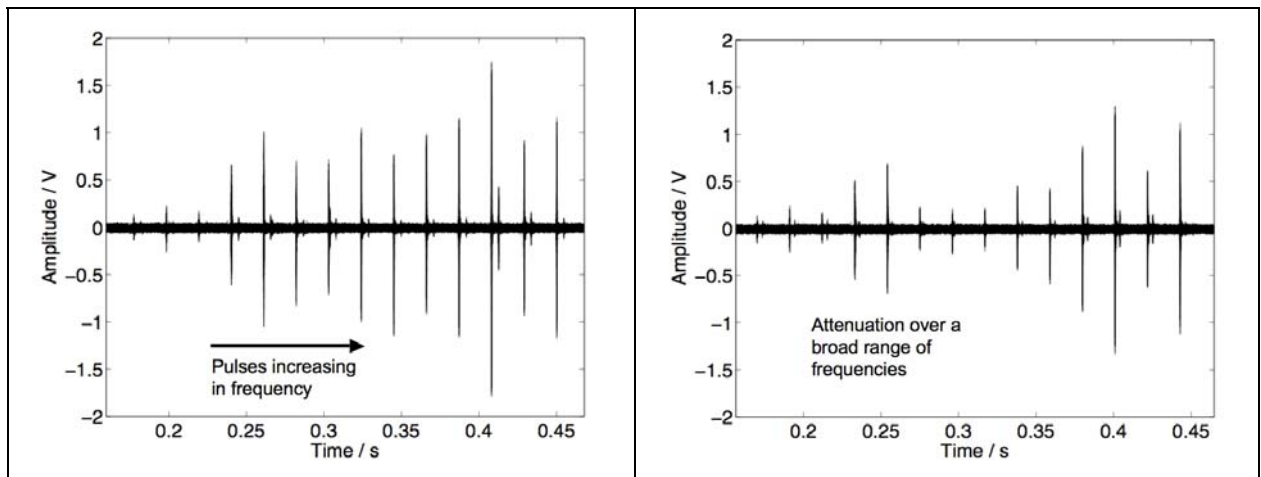 2
1.5
1
0.5
0
−0.5
−1
−1.5
−2
Amplitude / V
Pulses increasing
in frequency
0.2 0.25 0.3 0.35 0.4 0.45
Time / s
2
1.5
1
0.5
0
−0.5
−1
−1.5
−2
Amplitude / V
Attenuation over a
broad range of
frequencies
0.2 0.25 0.3 0.35 0.4 0.45
Time / s